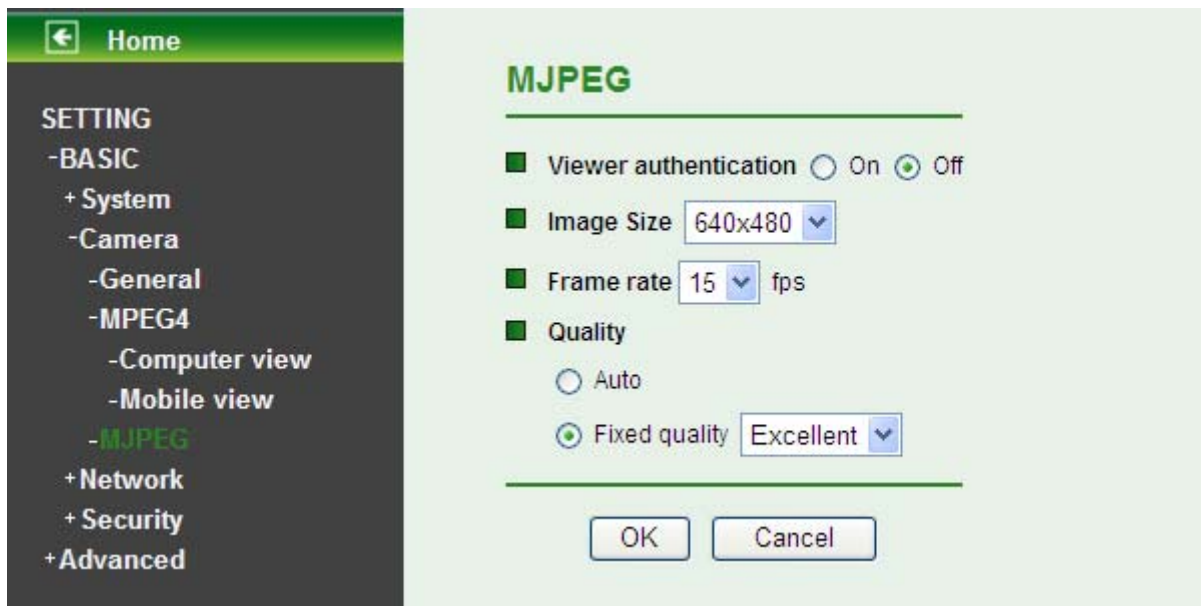 Home
SETTING
-BASIC
+ System
-Camera
-General
-MPEG4
-Computer view
-Mobile view
-MJPEG
+Network
+ Security
+Advanced
MJPEG
Viewer authentication On Off
Image Size 640x480
Frame rate 15 fps
Quality
Auto
Fixed quality Excellent
OK Cancel